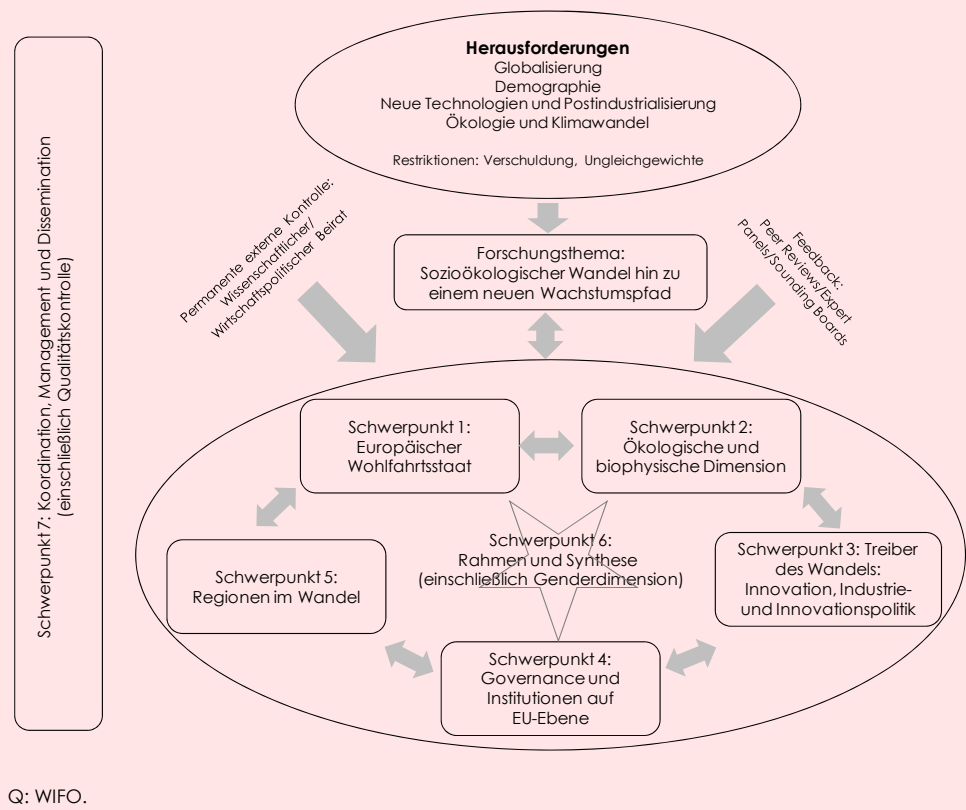 Herausforderungen
Globalisierung
Demographie
Neue Technologien und Postindustrialisierung
Ökologie und Klimawandel
Restriktionen: Verschuldung, Ungleichgewichte
Schwerpunkt 7: Koordination, Management und Dissemination
(einschließlich Qualitätskontrolle)
Permanente externe Kontrolle:
Wissenschaftlicher/
Wirtschaftspolitischer Beirat
Forschungsthema:
Sozioökologischer Wandel hin zu
einem neuen Wachstumspfad
Feedback:
Peer Reviews/Expert
Panels/Sounding Boards
Schwerpunkt 1:
Europäischer
Wohlfahrtsstaat
Schwerpunkt 2:
Ökologische und
biophysische Dimension
Schwerpunkt 6:
Rahmen und Synthese
(einschließlich Genderdimension)
Schwerpunkt 5:
Regionen im Wandel
Schwerpunkt 3: Treiber
des Wandels:
Innovation, Industrie-
und Innovationspolitik
Schwerpunkt 4:
Governance und
Institutionen auf
EU-Ebene
Q: WIFO.